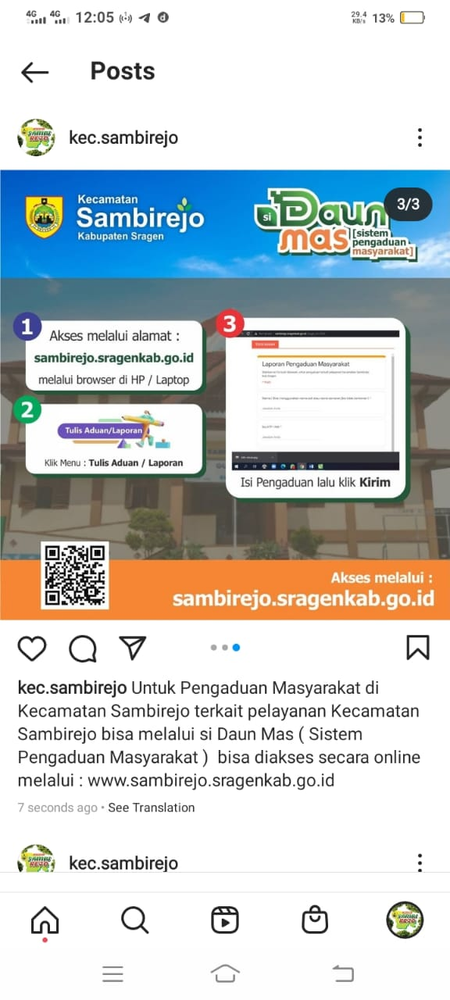 4G 4G 12:05 29.4 KB/s 13%
Posts
kec.sambirejo
Kecamatan
Sambirejo
Kabupaten Sragen
si Daun
mas [sistem
pengaduan
masyarakat]
3/3
1
Akses melalui alamat :
sambirejo.sragenkab.go.id
melalui browser di HP / Laptop
2
Tulis Aduan/Laporan
Klik Menu : Tulis Aduan / Laporan
3
Laporan Pengaduan Masyarakat
Isi Pengaduan lalu klik Kirim
Akses melalui :
sambirejo.sragenkab.go.id
kec.sambirejo Untuk Pengaduan Masyarakat di
Kecamatan Sambirejo terkait pelayanan Kecamatan
Sambirejo bisa melalui si Daun Mas ( Sistem
Pengaduan Masyarakat ) bisa diakses secara online
melalui : www.sambirejo.sragenkab.go.id
7 seconds ago • See Translation
kec.sambirejo